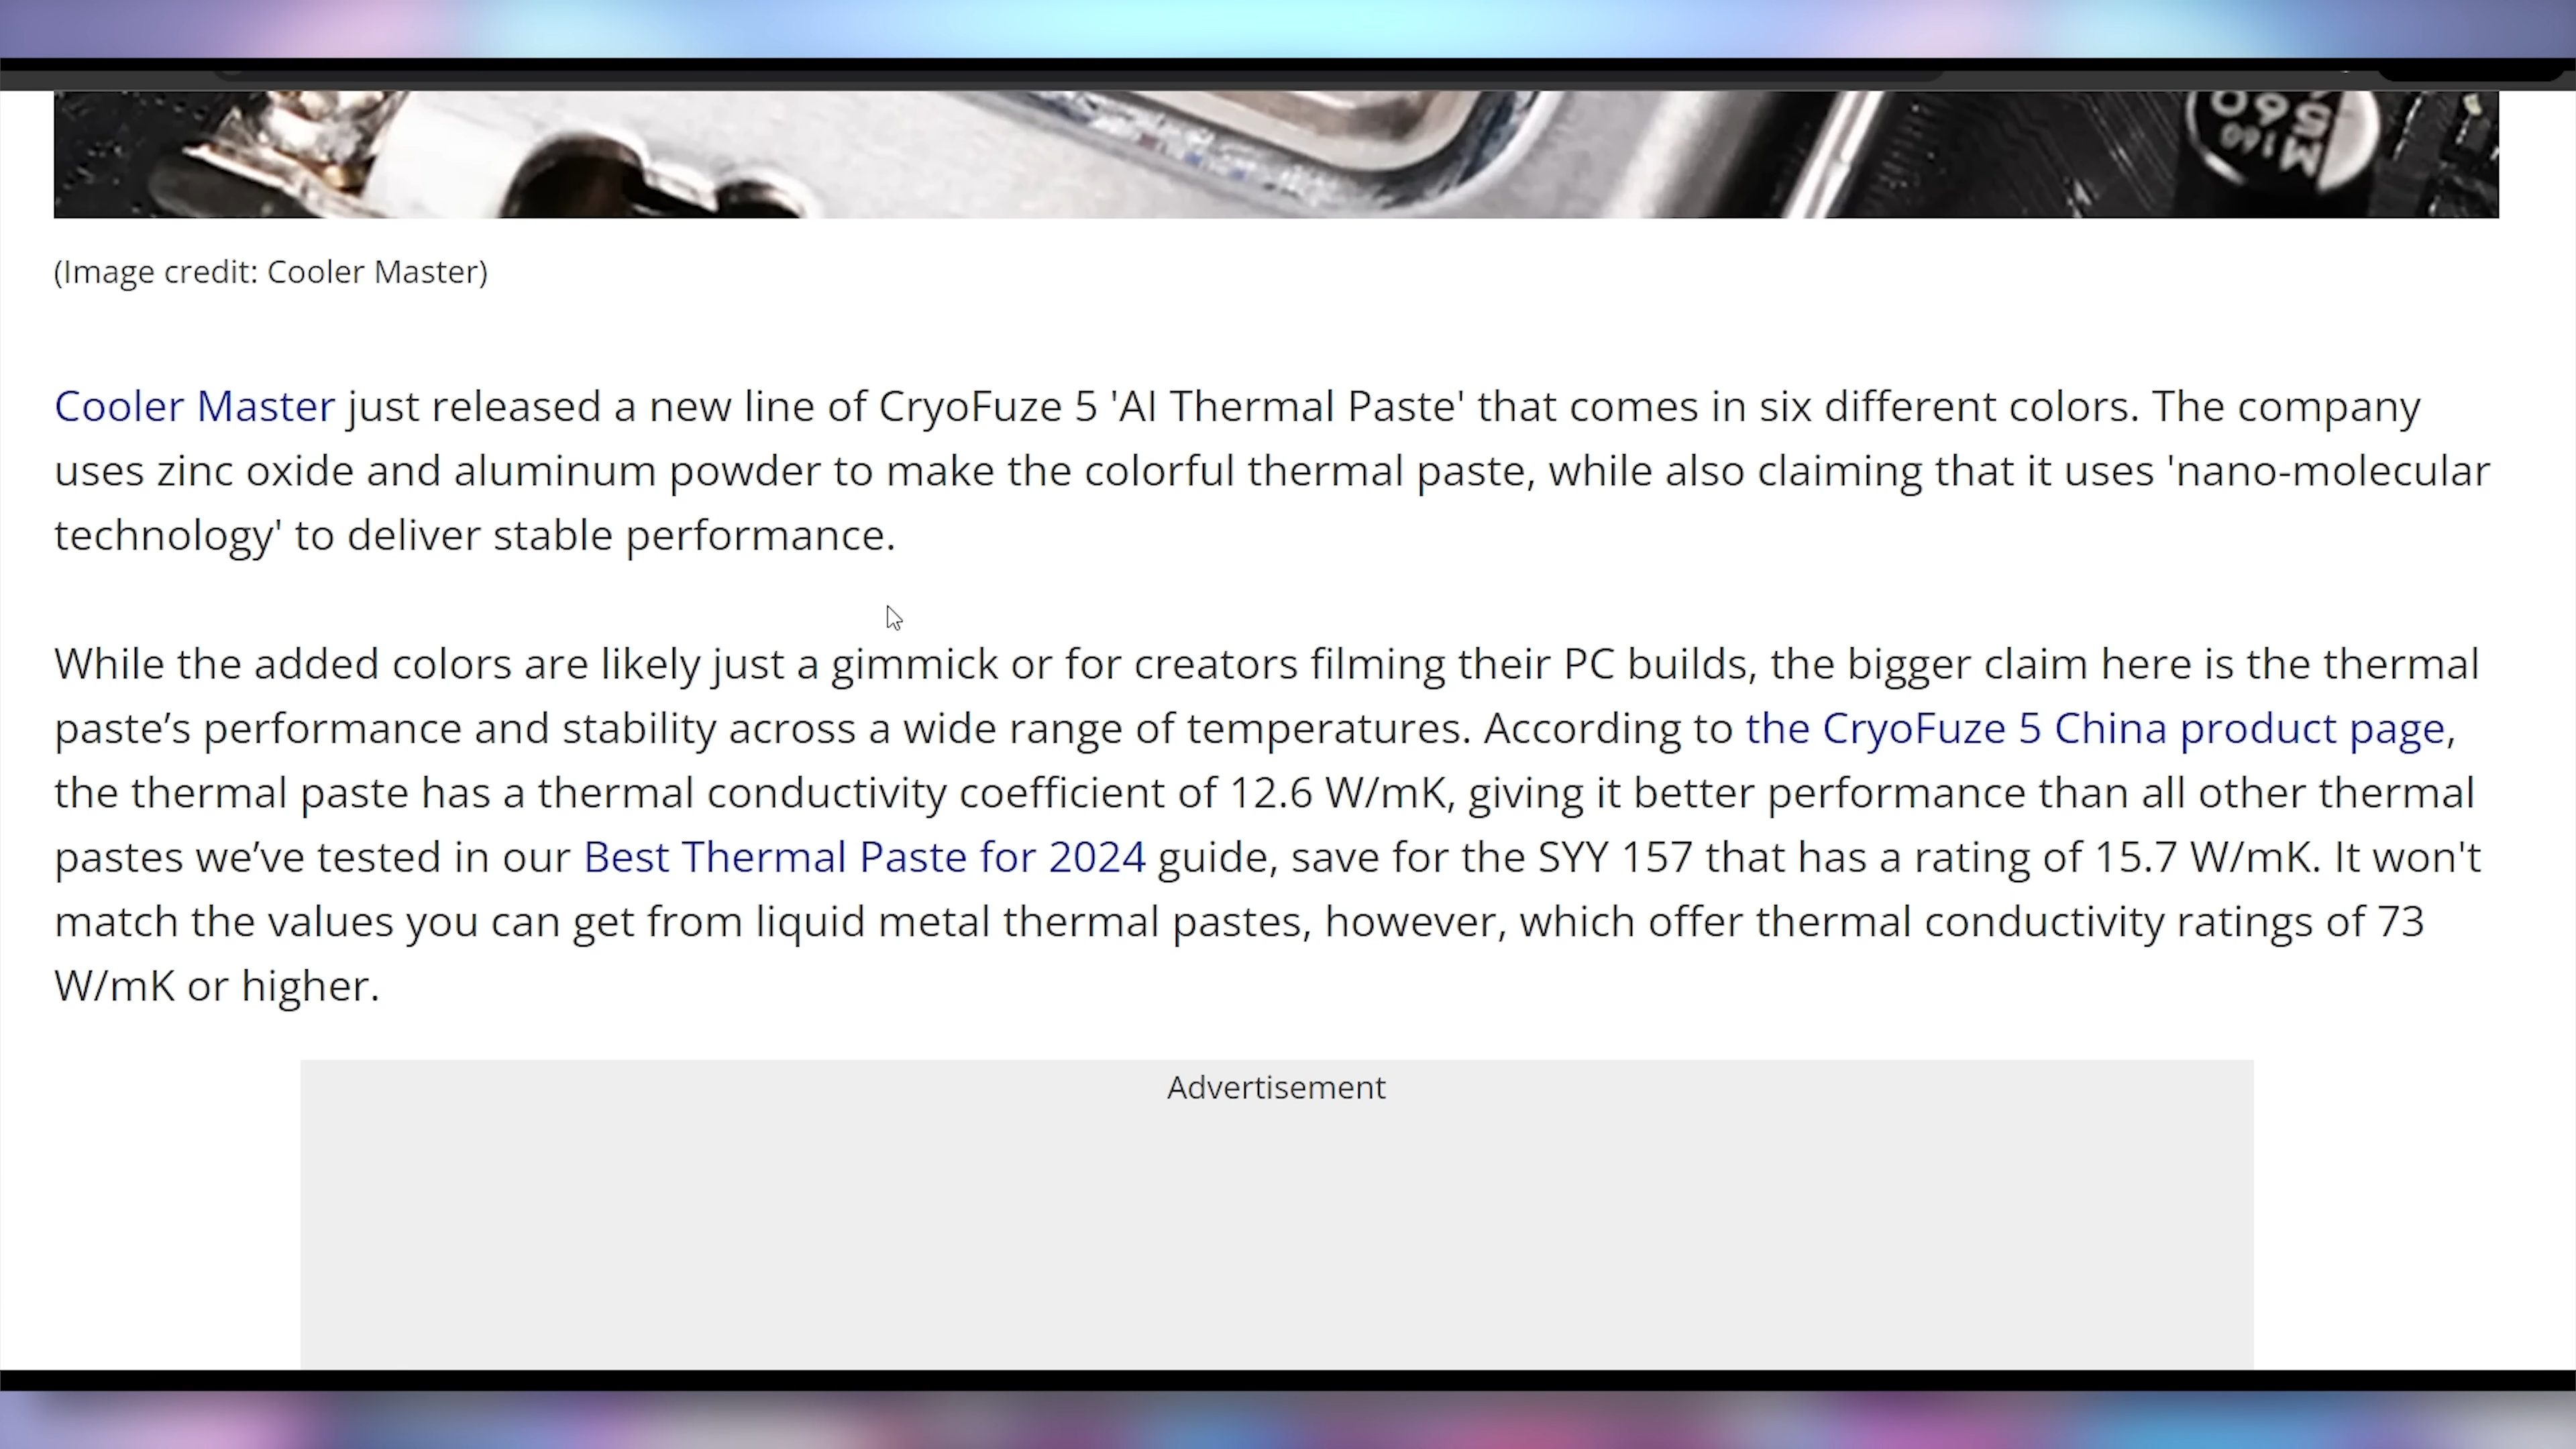 560
M160
(Image credit: Cooler Master)
Cooler Master just released a new line of CryoFuze 5 'AI Thermal Paste' that comes in six different colors. The company
uses zinc oxide and aluminum powder to make the colorful thermal paste, while also claiming that it uses 'nano-molecular
technology' to deliver stable performance.
While the added colors are likely just a gimmick or for creators filming their PC builds, the bigger claim here is the thermal
paste’s performance and stability across a wide range of temperatures. According to the CryoFuze 5 China product page,
the thermal paste has a thermal conductivity coefficient of 12.6 W/mK, giving it better performance than all other thermal
pastes we’ve tested in our Best Thermal Paste for 2024 guide, save for the SYY 157 that has a rating of 15.7 W/mK. It won't
match the values you can get from liquid metal thermal pastes, however, which offer thermal conductivity ratings of 73
W/mK or higher.
Advertisement